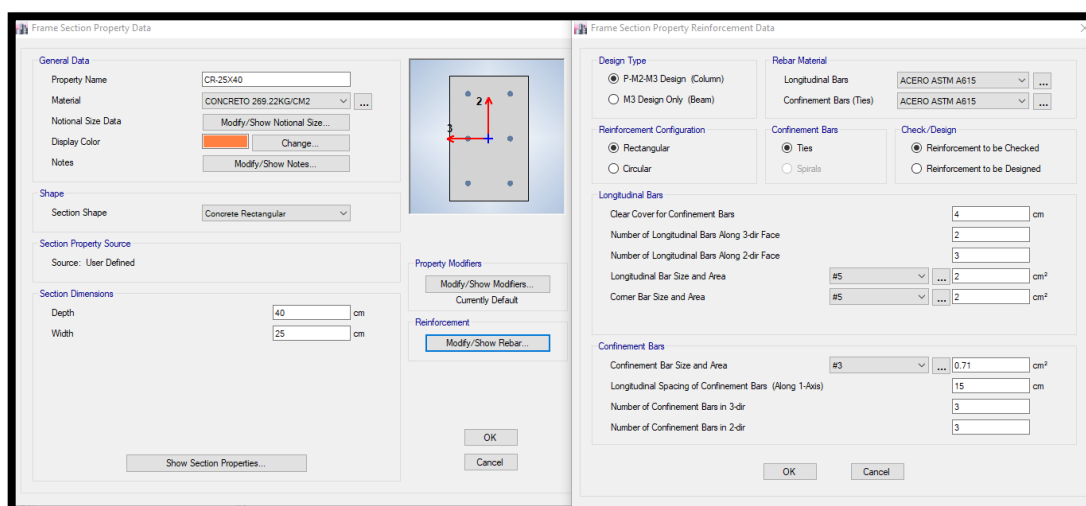 Frame Section Property Data
General Data
Property Name CR-25X40
Material CONCRETO 269.22KG/CM2 ...
Notional Size Data Modify/Show Notional Size...
Display Color Change...
Notes Modify/Show Notes...
Shape
Section Shape Concrete Rectangular
Section Property Source
Source: User Defined
Section Dimensions
Depth 40 cm
Width 25 cm
Show Section Properties...
2
3
Property Modifiers
Modify/Show Modifiers...
Currently Default
Reinforcement
Modify/Show Rebar...
OK
Cancel
Frame Section Property Reinforcement Data
Design Type
P-M2-M3 Design (Column)
M3 Design Only (Beam)
Rebar Material
Longitudinal Bars ACERO ASTM A615 ...
Confinement Bars (Ties) ACERO ASTM A615 ...
Reinforcement Configuration
Rectangular
Circular
Confinement Bars
Ties
Spirals
Check/Design
Reinforcement to be Checked
Reinforcement to be Designed
Longitudinal Bars
Clear Cover for Confinement Bars 4 cm
Number of Longitudinal Bars Along 3-dir Face 2
Number of Longitudinal Bars Along 2-dir Face 3
Longitudinal Bar Size and Area #5 ... 2 cm²
Corner Bar Size and Area #5 ... 2 cm²
Confinement Bars
Confinement Bar Size and Area #3 ... 0.71 cm²
Longitudinal Spacing of Confinement Bars (Along 1-Axis) 15 cm
Number of Confinement Bars in 3-dir 3
Number of Confinement Bars in 2-dir 3
OK Cancel